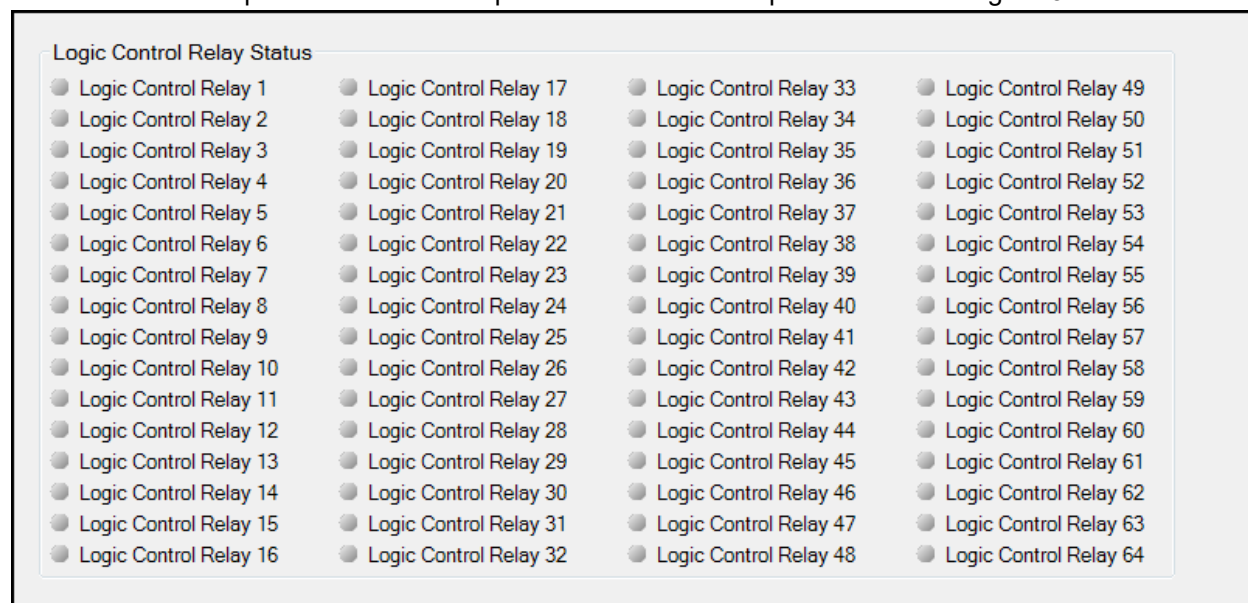 Logic Control Relay Status
Logic Control Relay 1
Logic Control Relay 2
Logic Control Relay 3
Logic Control Relay 4
Logic Control Relay 5
Logic Control Relay 6
Logic Control Relay 7
Logic Control Relay 8
Logic Control Relay 9
Logic Control Relay 10
Logic Control Relay 11
Logic Control Relay 12
Logic Control Relay 13
Logic Control Relay 14
Logic Control Relay 15
Logic Control Relay 16
Logic Control Relay 17
Logic Control Relay 18
Logic Control Relay 19
Logic Control Relay 20
Logic Control Relay 21
Logic Control Relay 22
Logic Control Relay 23
Logic Control Relay 24
Logic Control Relay 25
Logic Control Relay 26
Logic Control Relay 27
Logic Control Relay 28
Logic Control Relay 29
Logic Control Relay 30
Logic Control Relay 31
Logic Control Relay 32
Logic Control Relay 33
Logic Control Relay 34
Logic Control Relay 35
Logic Control Relay 36
Logic Control Relay 37
Logic Control Relay 38
Logic Control Relay 39
Logic Control Relay 40
Logic Control Relay 41
Logic Control Relay 42
Logic Control Relay 43
Logic Control Relay 44
Logic Control Relay 45
Logic Control Relay 46
Logic Control Relay 47
Logic Control Relay 48
Logic Control Relay 49
Logic Control Relay 50
Logic Control Relay 51
Logic Control Relay 52
Logic Control Relay 53
Logic Control Relay 54
Logic Control Relay 55
Logic Control Relay 56
Logic Control Relay 57
Logic Control Relay 58
Logic Control Relay 59
Logic Control Relay 60
Logic Control Relay 61
Logic Control Relay 62
Logic Control Relay 63
Logic Control Relay 64